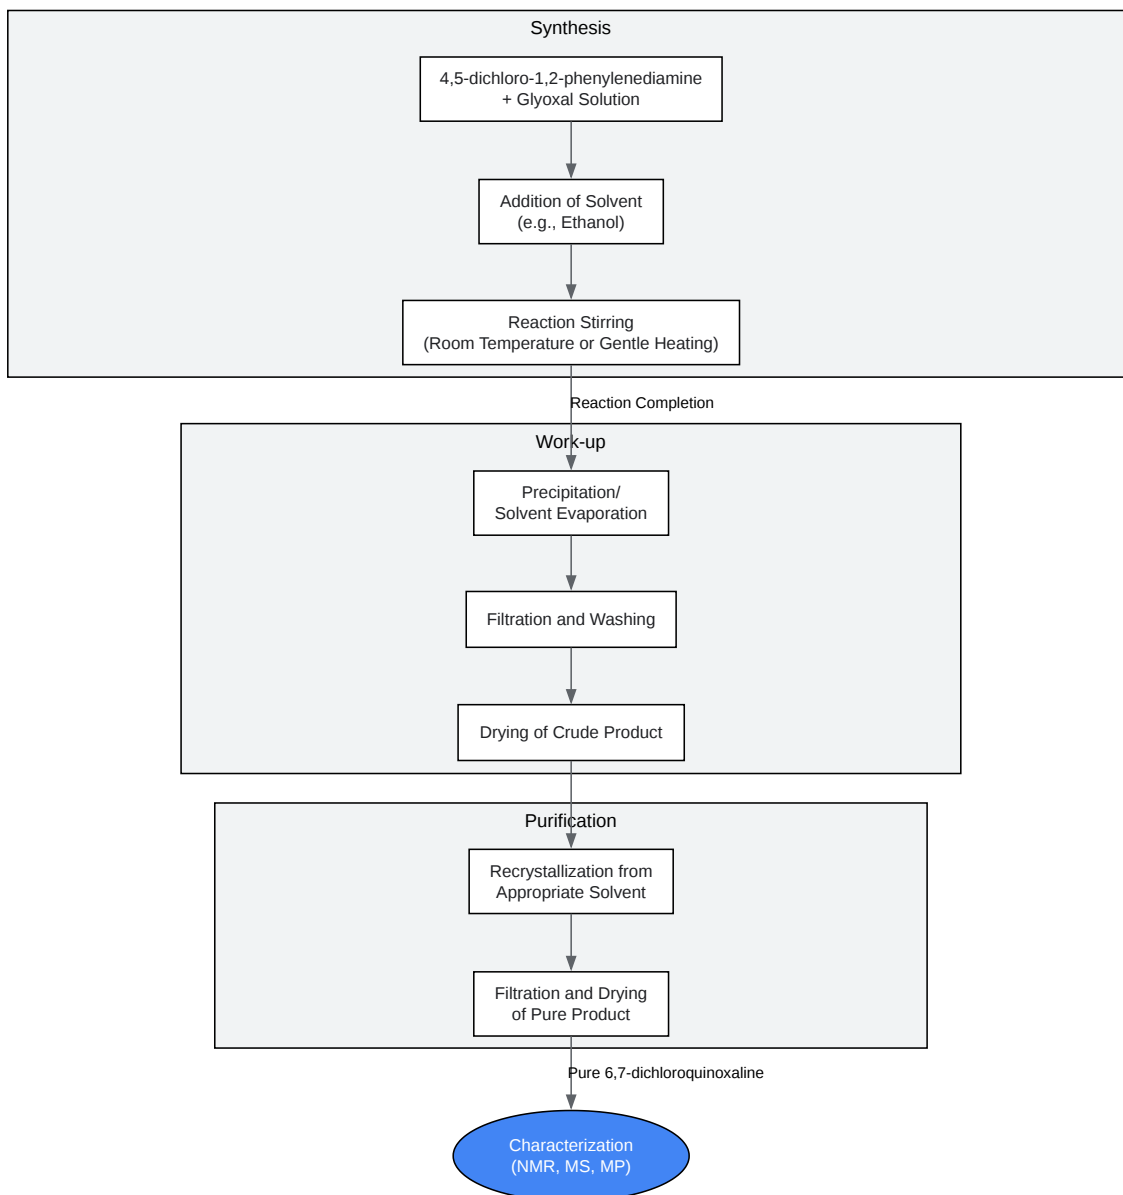 Synthesis
4,5-dichloro-1,2-phenylenediamine
+ Glyoxal Solution
Addition of Solvent
(e.g., Ethanol)
Reaction Stirring
(Room Temperature or Gentle Heating)
Reaction Completion
Work-up
Precipitation/
Solvent Evaporation
Filtration and Washing
Drying of Crude Product
Purification
Recrystallization from
Appropriate Solvent
Filtration and Drying
of Pure Product
Pure 6,7-dichloroquinoxaline
Characterization
(NMR, MS, MP)